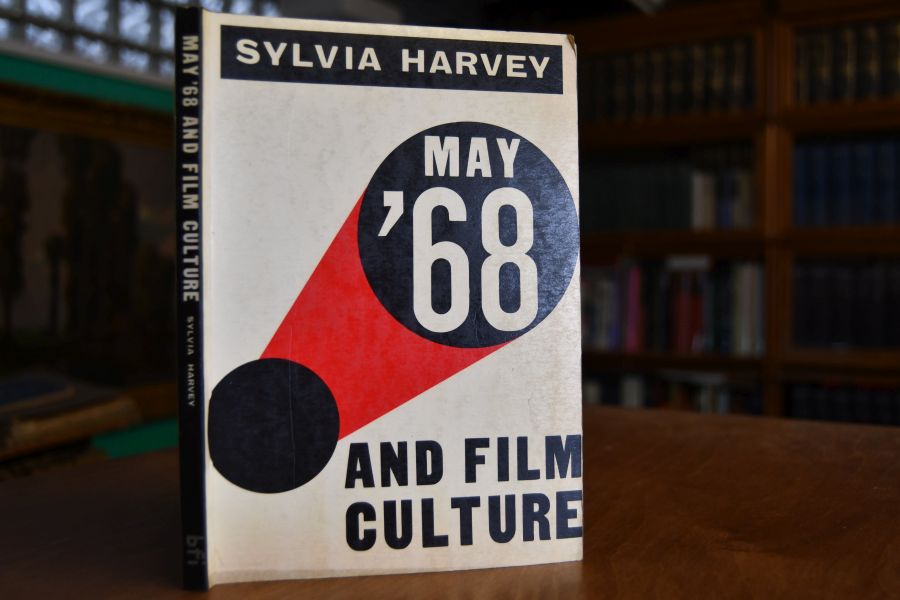 SYLVIA HARVEY
MAY
'68
AND FILM
CULTURE
MAY '68 AND FILM CULTURE SYLVIA HARVEY
bfi